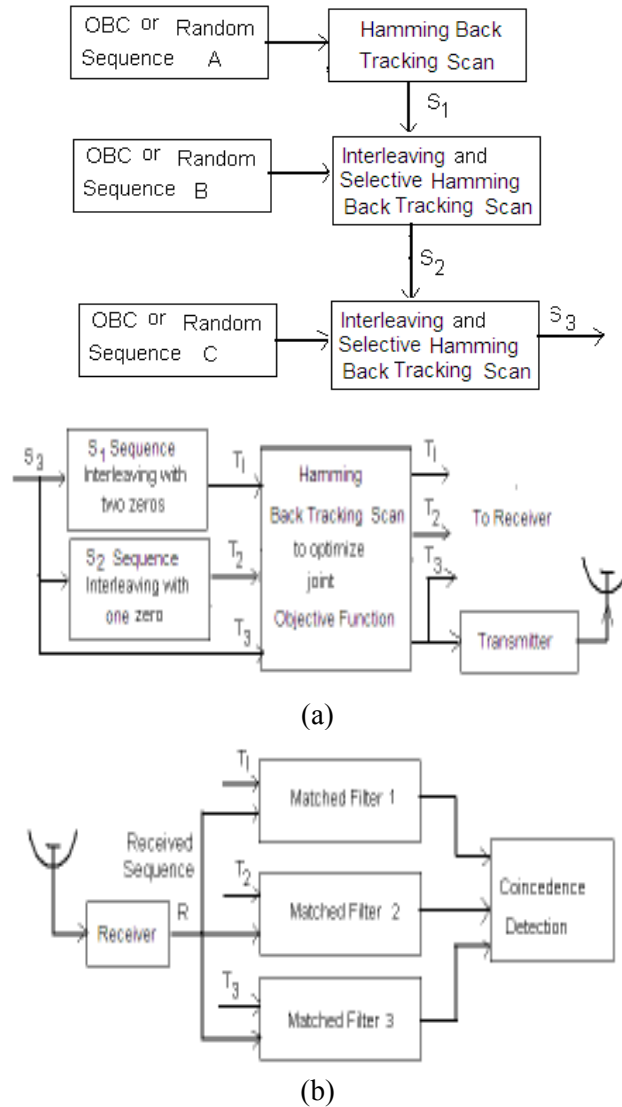 OBC or Random
Sequence A
Hamming Back
Tracking Scan
S1
OBC or Random
Sequence B
Interleaving and
Selective Hamming
Back Tracking Scan
S2
OBC or Random
Sequence C
Interleaving and
Selective Hamming
Back Tracking Scan
S3
S3
S1 Sequence
Interleaving with
two zeros
T1
S2 Sequence
Interleaving with
one zero
T2
T3
Hamming
Back Tracking Scan
to optimize
joint
Objective Function
T1
T2
T3
To Receiver
Transmitter
(a)
Received
Sequence
R
Receiver
T1
Matched Filter 1
T2
Matched Filter 2
T3
Matched Filter 3
Coincedence
Detection
(b)